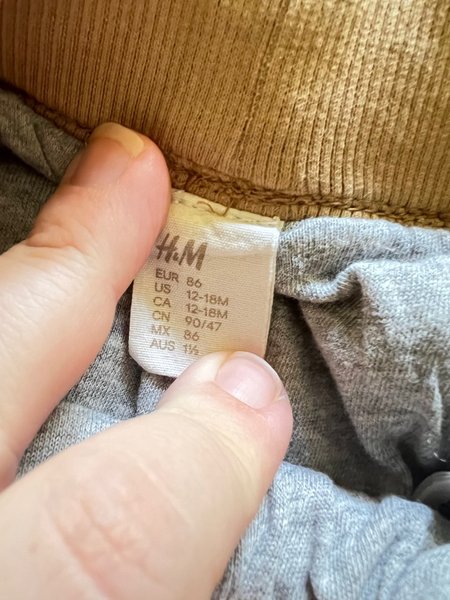 H&M
EUR 86
US 12-18M
CA 12-18M
CN 90/47
MX 86
AUS 1½